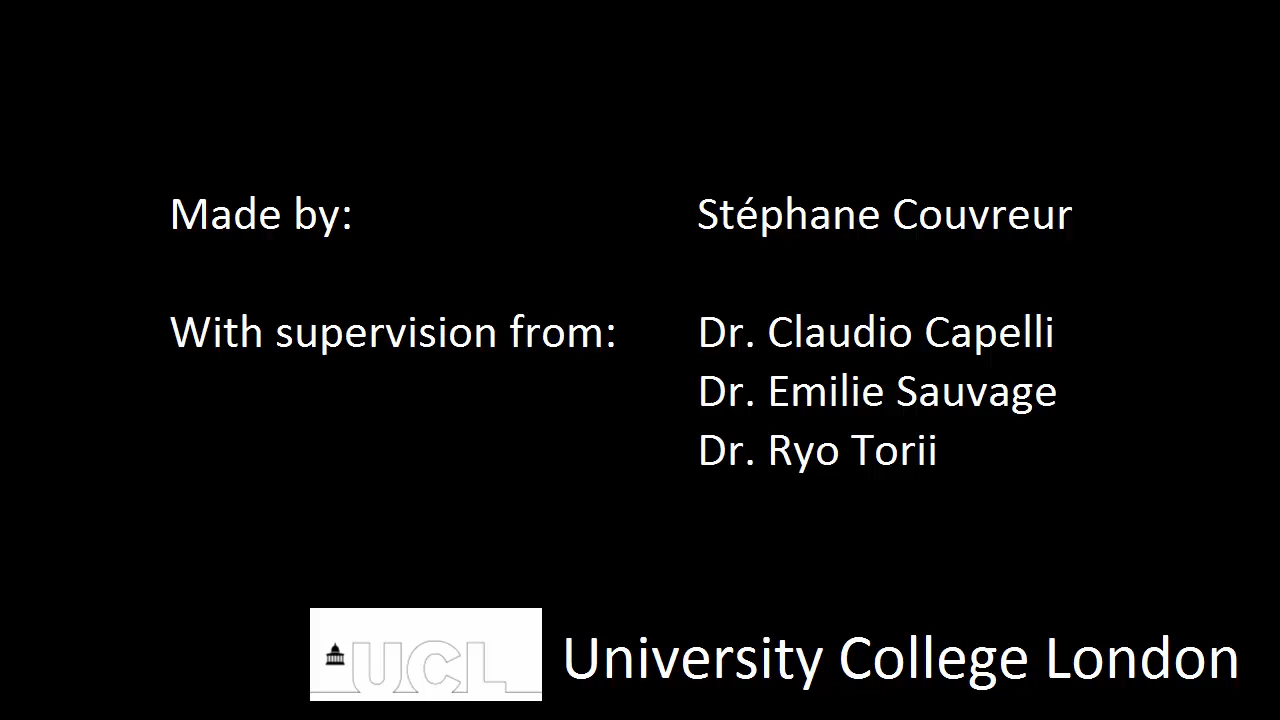 Made by: Stéphane Couvreur
With supervision from: Dr. Claudio Capelli
Dr. Emilie Sauvage
Dr. Ryo Torii
UCL University College London